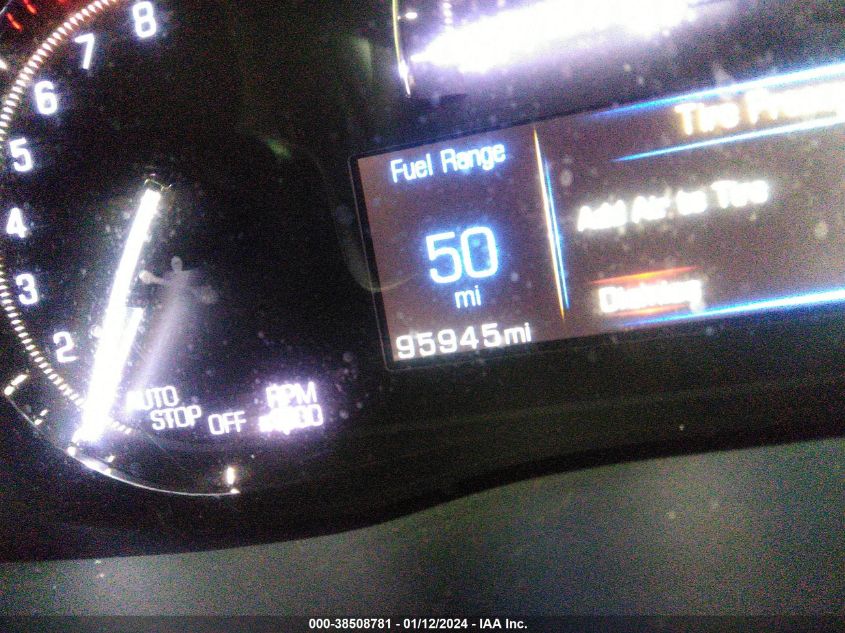 8
7
6
5
4
3
2
AUTO
STOP
OFF
RPM
Fuel Range
50
mi
95945mi
Tire
Add Air to Tire
000-38508781 - 01/12/2024 - IAA Inc.